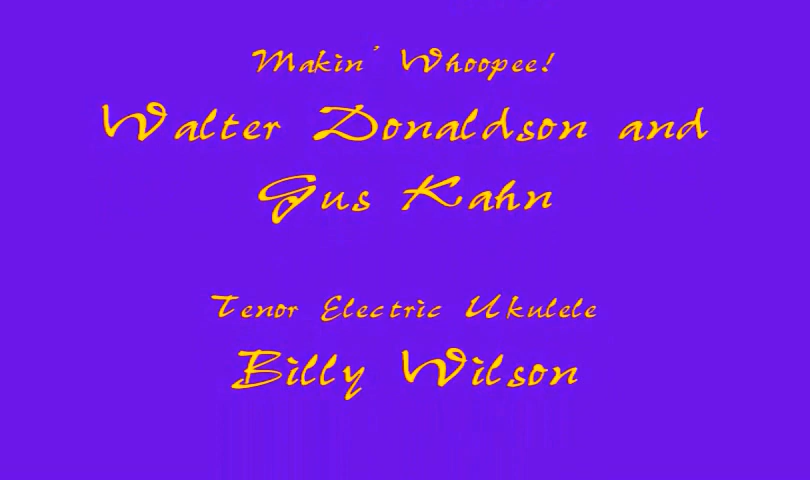 Makin' Whoopee!
Walter Donaldson and
Gus Kahn
Tenor Electric Ukulele
Billy Wilson